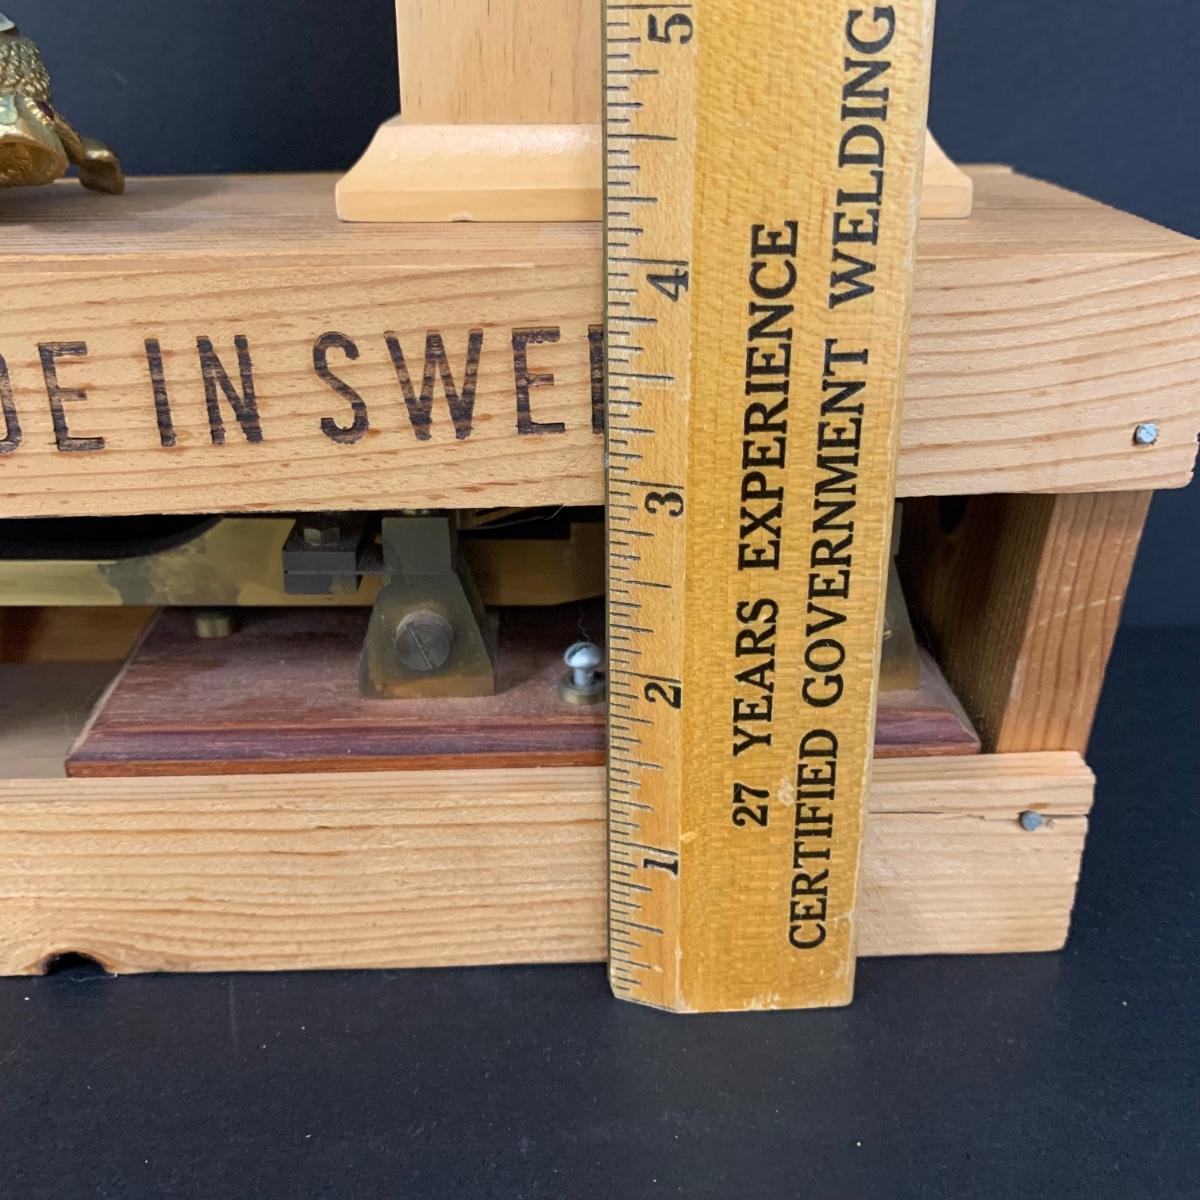 DE IN SWE
5
4
3
2
1
27 YEARS EXPERIENCE
CERTIFIED GOVERNMENT WELDING